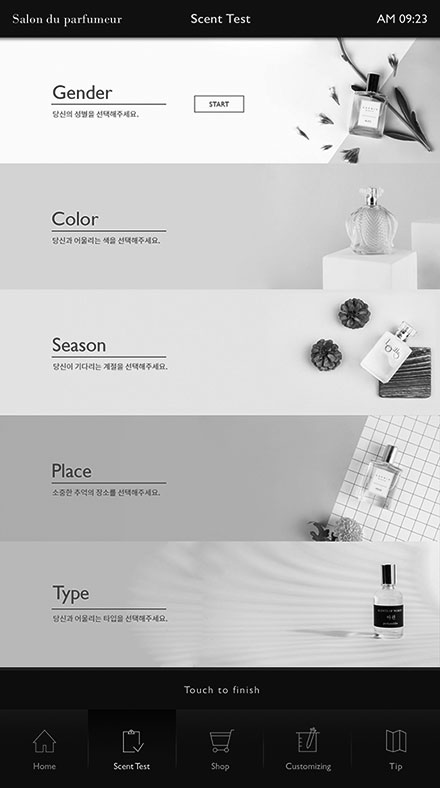 Salon du parfumeur
Scent Test
AM 09:23
Gender
당신의 성별을 선택해주세요.
START
Color
당신과 어울리는 색을 선택해주세요.
Season
당신이 기다리는 계절을 선택해주세요.
Place
소중한 추억의 장소를 선택해주세요.
Type
당신과 어울리는 타입을 선택해주세요.
Touch to finish
Home
Scent Test
Shop
Customizing
Tip